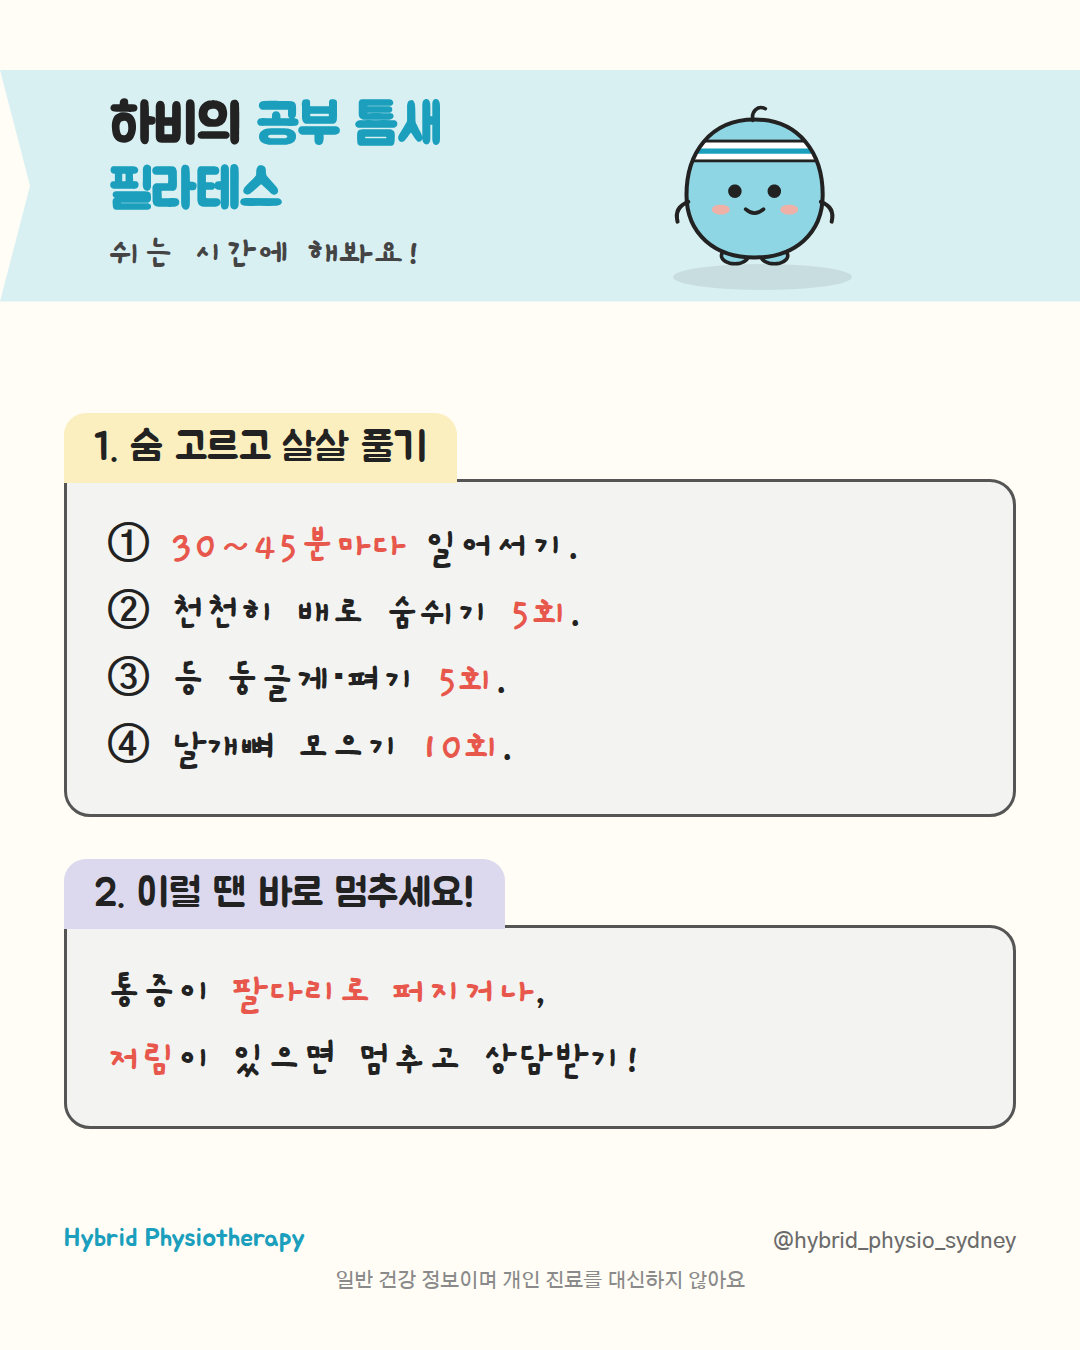 하비의 공부 틈새
필라테스
쉬는 시간에 해봐요!
1. 숨 고르고 살살 풀기
① 30~45분마다 일어서기.
② 천천히 배로 숨쉬기 5회.
③ 등 둥글게·펴기 5회.
④ 날개뼈 모으기 10회.
2. 이럴 땐 바로 멈추세요!
통증이 팔다리로 퍼지거나,
저림이 있으면 멈추고 상담받기!
Hybrid Physiotherapy
@hybrid_physio_sydney
일반 건강 정보이며 개인 진료를 대신하지 않아요